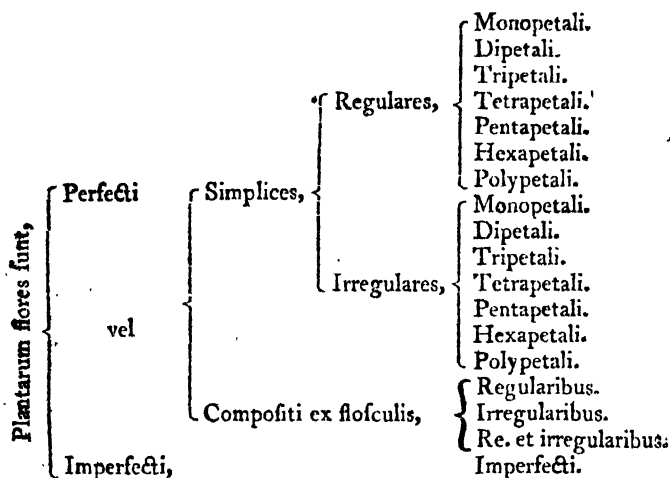 Plantarum flores ſunt,
Perfecti
vel
Imperfecti,
Simplices,
Compoſiti ex floſculis,
Regulares,
Irregulares,
Monopetali.
Dipetali.
Tripetali.
Tetrapetali.
Pentapetali.
Hexapetali.
Polypetali.
Monopetali.
Dipetali.
Tripetali.
Tetrapetali.
Pentapetali.
Hexapetali.
Polypetali.
Regularibus.
Irregularibus.
Re. et irregularibus.
Imperfecti.